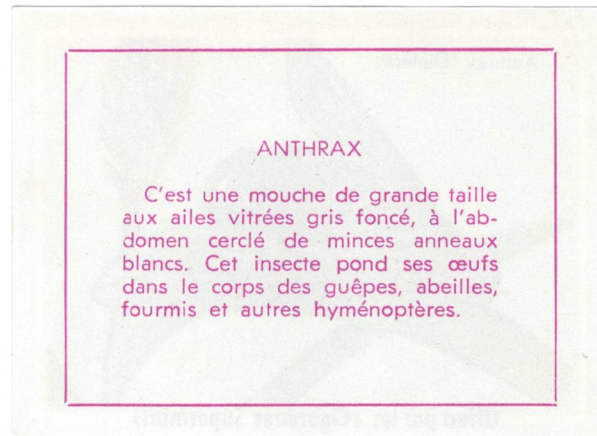 ANTHRAX
C'est une mouche de grande taille
aux ailes vitrées gris foncé, à l'ab-
domen cerclé de minces anneaux
blancs. Cet insecte pond ses œufs
dans le corps des guêpes, abeilles,
fourmis et autres hyménoptères.